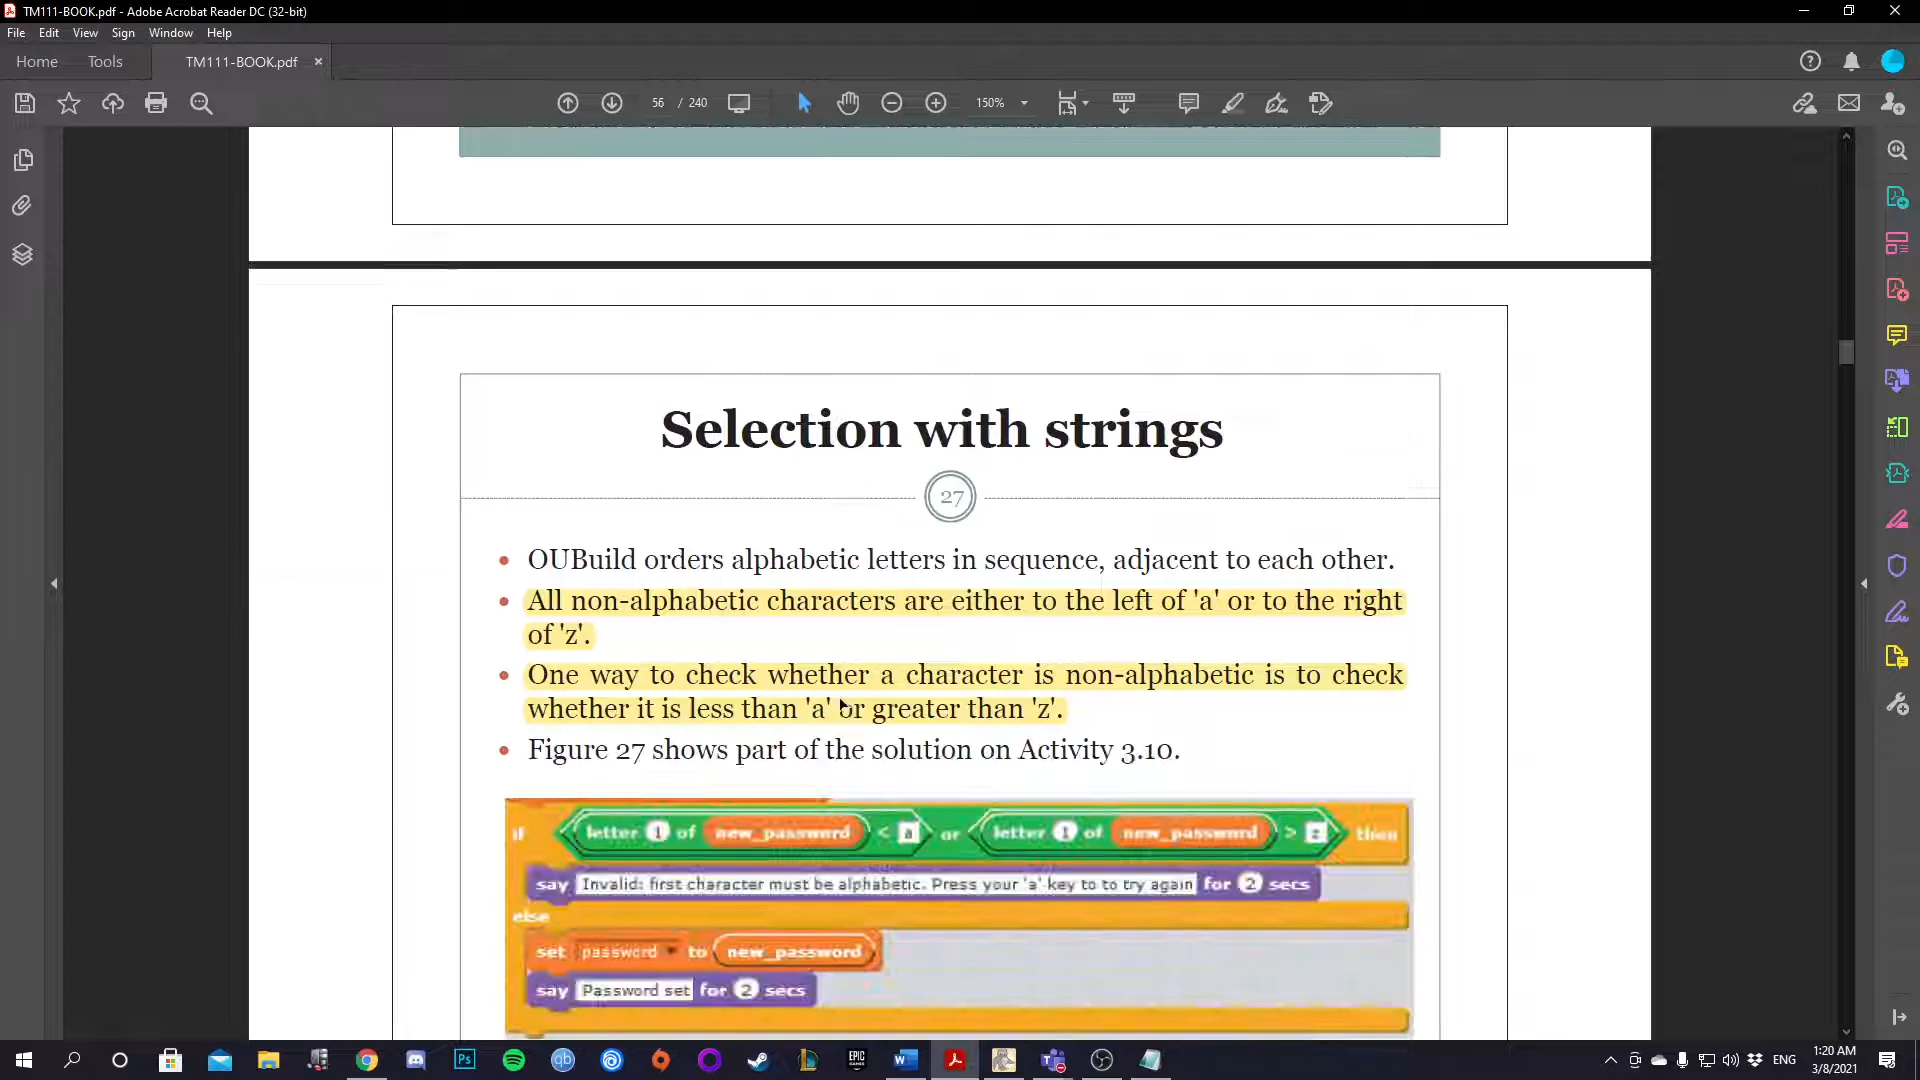 TM111-BOOK.pdf - Adobe Acrobat Reader DC (32-bit)
File Edit View Sign Window Help
Home Tools TM111-BOOK.pdf ×
56 / 240 150%
Selection with strings
27
• OUBuild orders alphabetic letters in sequence, adjacent to each other.
• All non-alphabetic characters are either to the left of 'a' or to the right
of 'z'.
• One way to check whether a character is non-alphabetic is to check
whether it is less than 'a' or greater than 'z'.
• Figure 27 shows part of the solution on Activity 3.10.
if letter 1 of new_password < a or letter 1 of new_password > z then
say Invalid: first character must be alphabetic. Press your 'a' key to to try again for 2 secs
else
set password to new_password
say Password set for 2 secs
Ps qb EPIC GAMES ENG 1:20 AM
3/8/2021